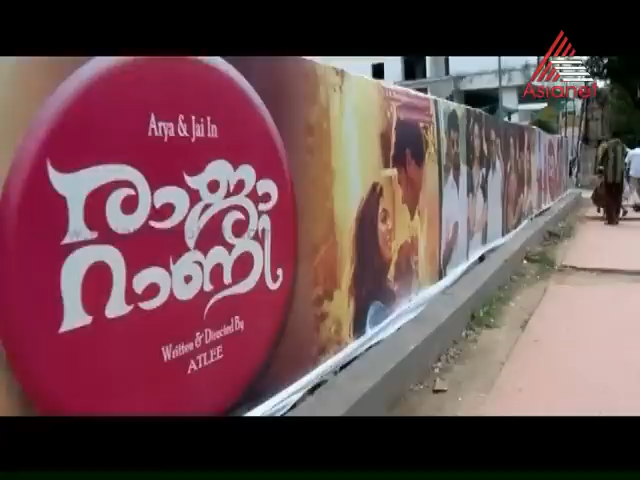 Asianet
Arya & Jai In
രാജാ
റാണി
Written & Directed By
ATLEE